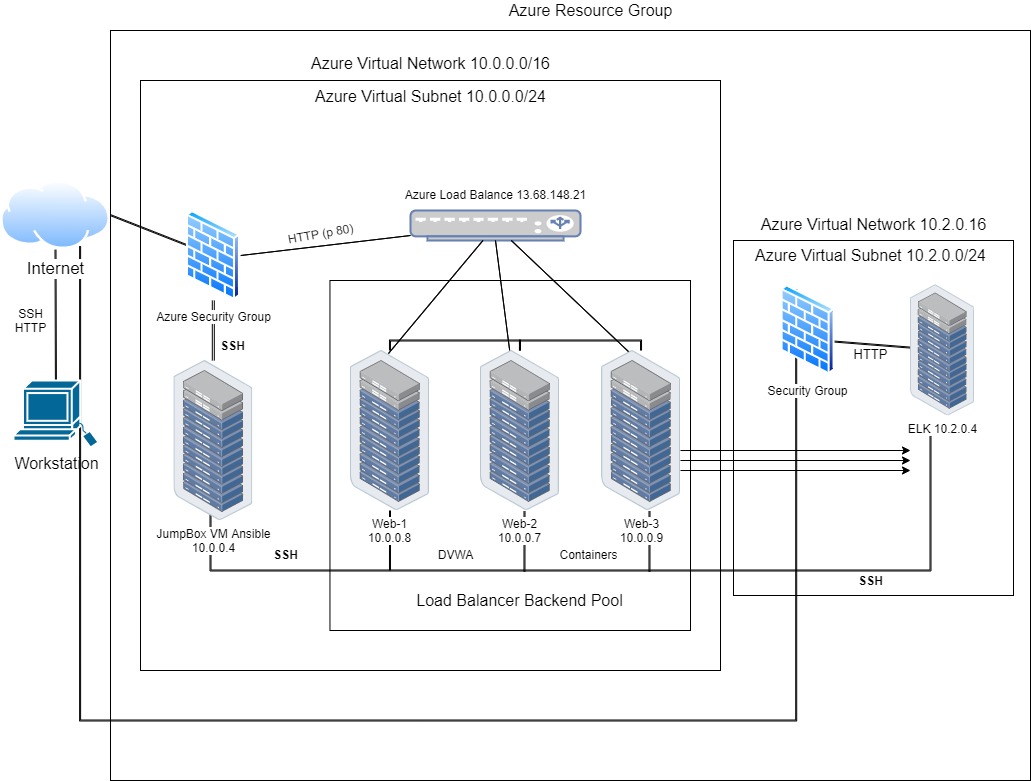 Azure Resource Group
Azure Virtual Network 10.0.0.0/16
Azure Virtual Subnet 10.0.0.0/24
Azure Load Balance 13.68.148.21
HTTP (p 80)
Internet
SSH
HTTP
Workstation
Azure Security Group
SSH
JumpBox VM Ansible
10.0.0.4
SSH
Web-1
10.0.0.8
Web-2
10.0.0.7
Web-3
10.0.0.9
DVWA
Containers
Load Balancer Backend Pool
Azure Virtual Network 10.2.0.16
Azure Virtual Subnet 10.2.0.0/24
HTTP
Security Group
ELK 10.2.0.4
SSH